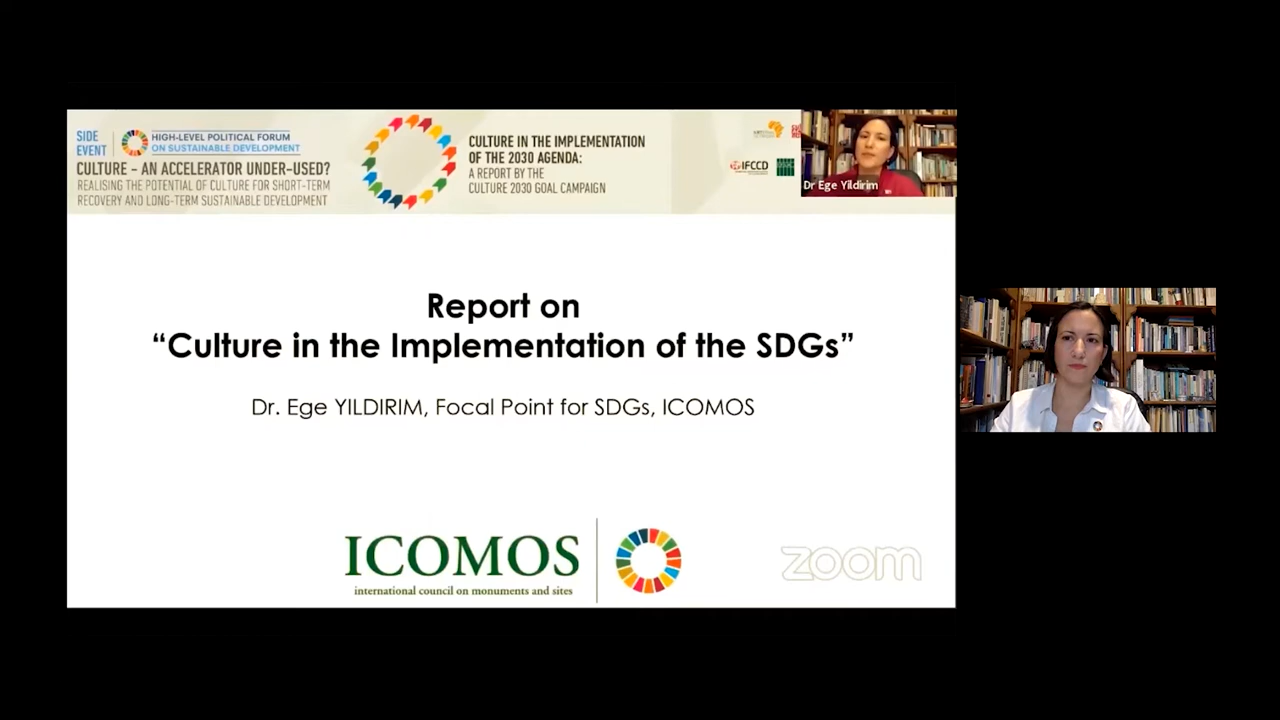 SIDE
EVENT
HIGH-LEVEL POLITICAL FORUM
ON SUSTAINABLE DEVELOPMENT
CULTURE – AN ACCELERATOR UNDER-USED?
REALISING THE POTENTIAL OF CULTURE FOR SHORT-TERM
RECOVERY AND LONG-TERM SUSTAINABLE DEVELOPMENT
CULTURE IN THE IMPLEMENTATION
OF THE 2030 AGENDA:
A REPORT BY THE
CULTURE 2030 GOAL CAMPAIGN
IFCCD
Dr Ege Yildirim
Report on
“Culture in the Implementation of the SDGs”
Dr. Ege YILDIRIM, Focal Point for SDGs, ICOMOS
ICOMOS
international council on monuments and sites
zoom